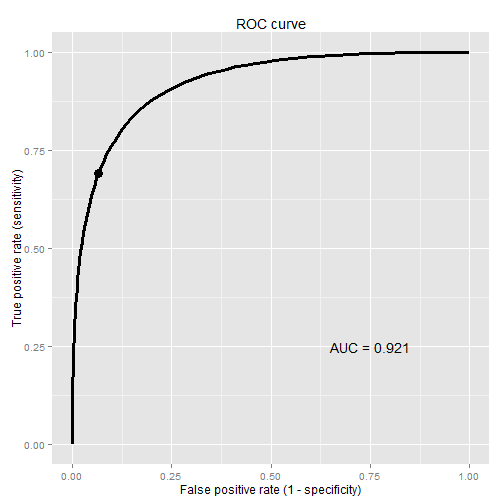 ROC curve
1.00
0.75
0.50
0.25
0.00
True positive rate (sensitivity)
AUC = 0.921
0.00 0.25 0.50 0.75 1.00
False positive rate (1 - specificity)